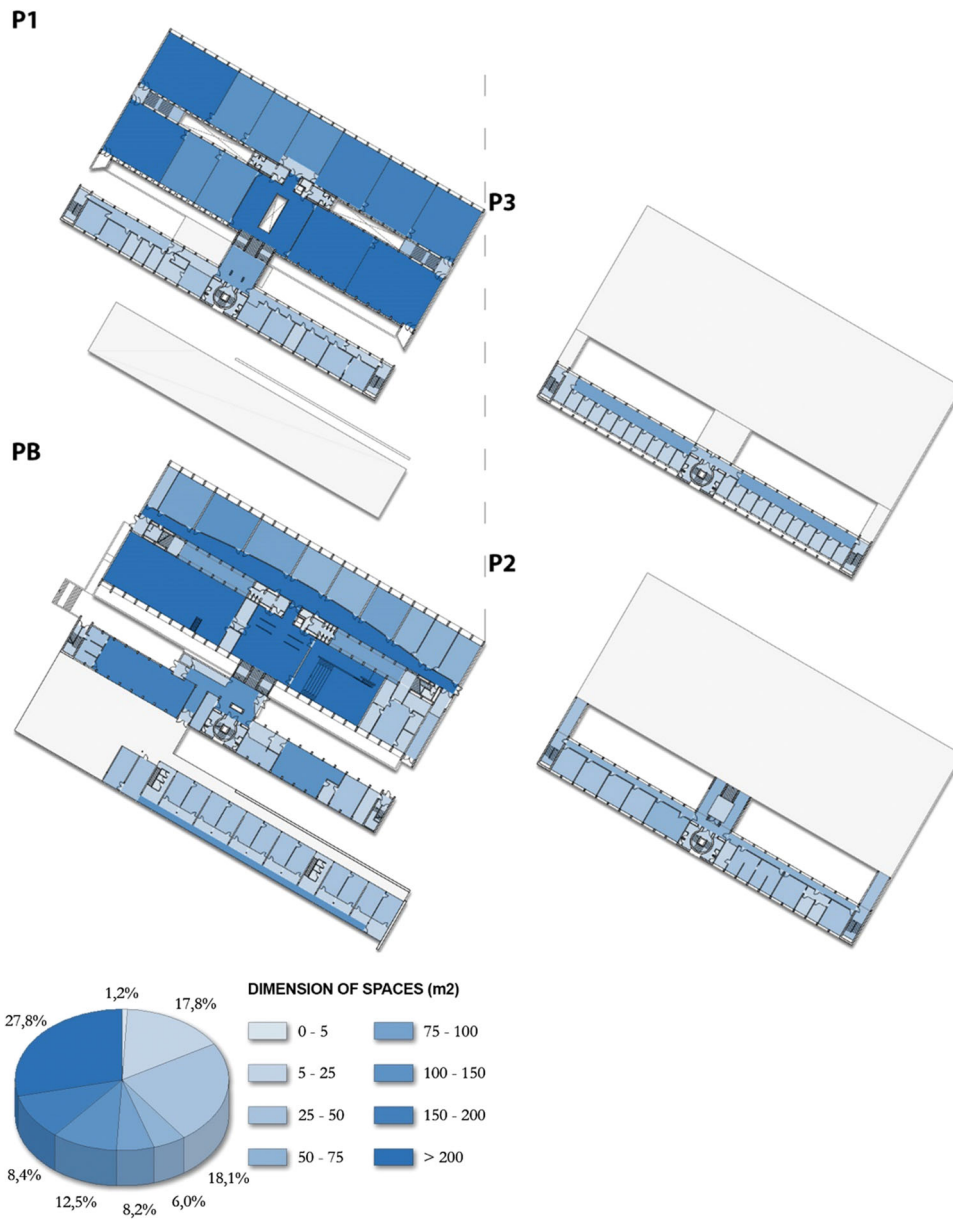 P1
P3
PB
P2
DIMENSION OF SPACES (m2)
1,2%
17,8%
27,8%
8,4%
12,5%
8,2%
6,0%
18,1%
0 - 5
75 - 100
5 - 25
100 - 150
25 - 50
150 - 200
50 - 75
> 200